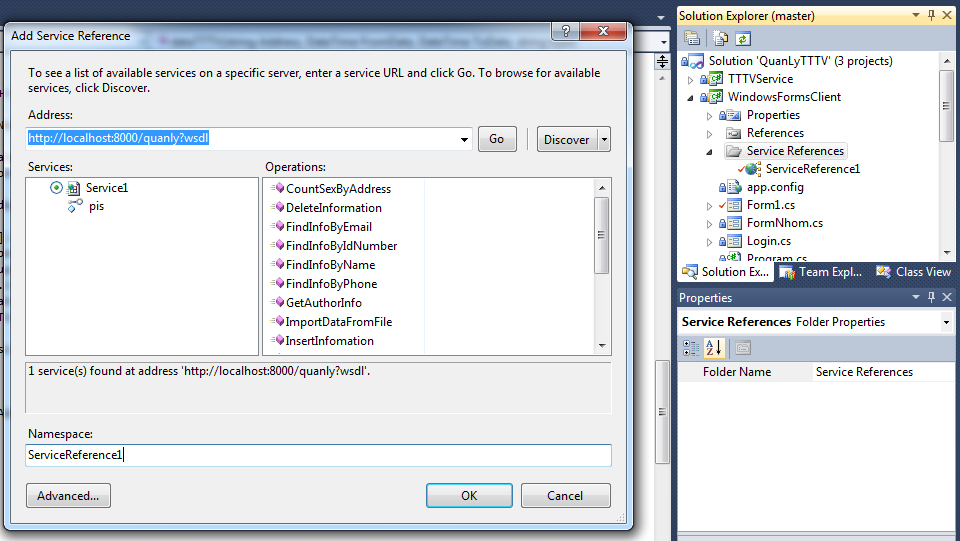 Add Service Reference
?
To see a list of available services on a specific server, enter a service URL and click Go. To browse for available
services, click Discover.
Address:
http://localhost:8000/quanly?wsdl
Go
Discover
Services:
Operations:
Service1
pis
CountSexByAddress
DeleteInformation
FindInfoByEmail
FindInfoByIdNumber
FindInfoByName
FindInfoByPhone
GetAuthorInfo
ImportDataFromFile
InsertInfomation
1 service(s) found at address 'http://localhost:8000/quanly?wsdl'.
Namespace:
ServiceReference1
Advanced...
OK
Cancel
Solution Explorer (master)
Solution 'QuanLyTTTV' (3 projects)
TTTVService
WindowsFormsClient
Properties
References
Service References
ServiceReference1
app.config
Form1.cs
FormNhom.cs
Login.cs
Program.cs
Solution Ex...
Team Expl...
Class View
Properties
Service References Folder Properties
Folder Name
Service References